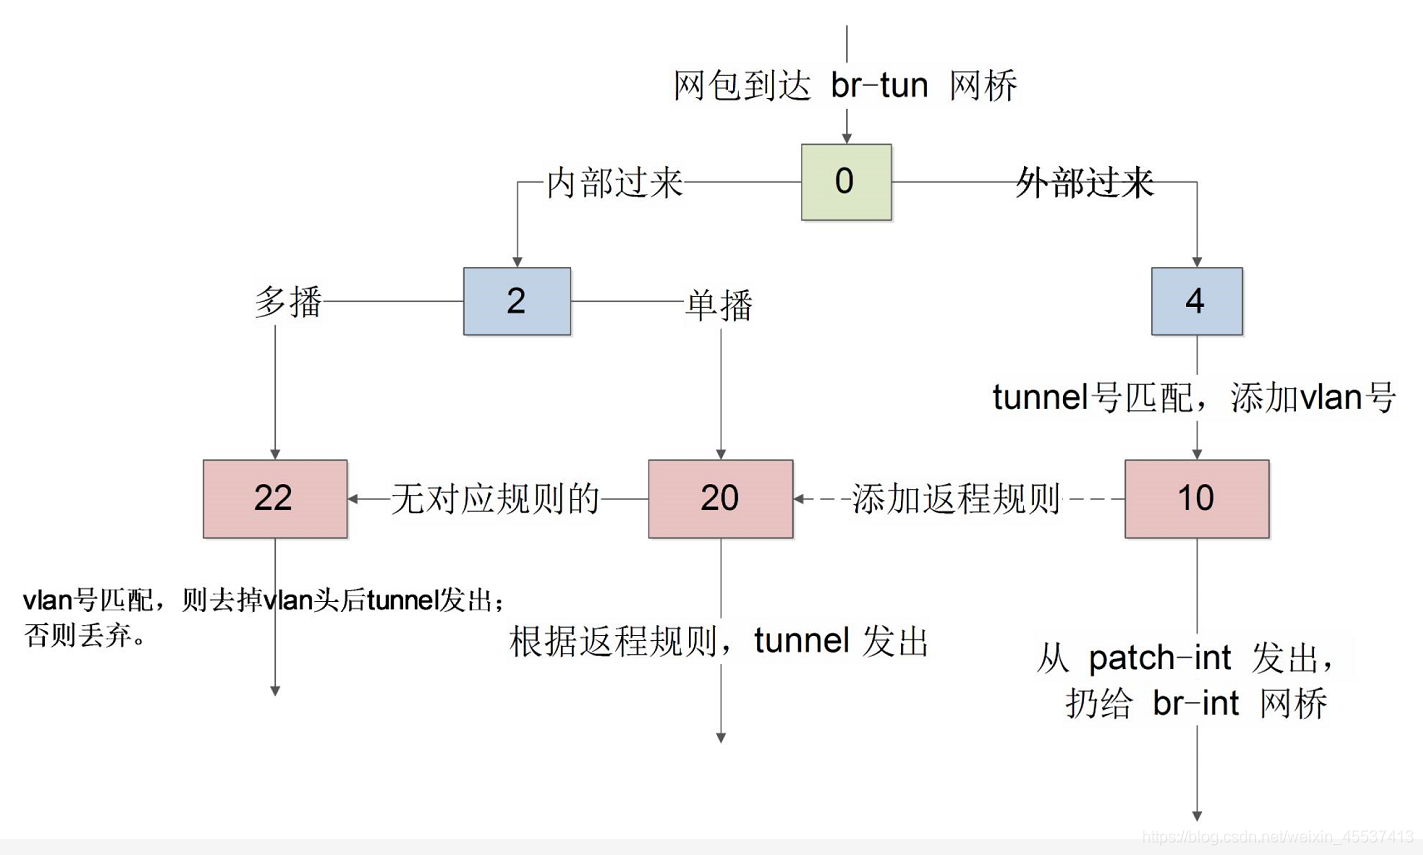 网包到达 br-tun 网桥
0
内部过来
外部过来
多播
2
单播
4
tunnel号匹配，添加vlan号
22
无对应规则的
20
添加返程规则
10
vlan号匹配，则去掉vlan头后tunnel发出；
否则丢弃。
根据返程规则，tunnel 发出
从 patch-int 发出，
扔给 br-int 网桥
https://blog.csdn.net/weixin_45537413